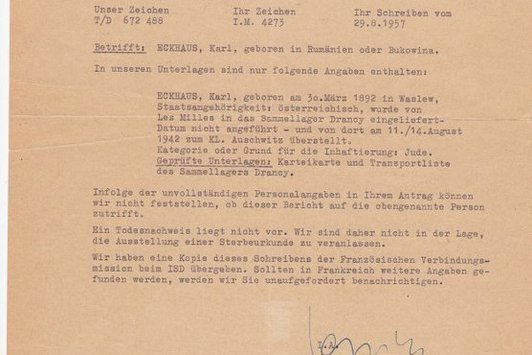 Unser Zeichen Ihr Zeichen Ihr Schreiben vom
T/D 672 488 I.M. 4273 29.8.1957
Betrifft: ECKHAUS, Karl, geboren in Rumänien oder Bukowina.
In unseren Unterlagen sind nur folgende Angaben enthalten:
ECKHAUS, Karl, geboren am 30.März 1892 in Waslew,
Staatsangehörigkeit: österreichisch, wurde von
Les Milles in das Sammellager Drancy eingeliefert-
Datum nicht angeführt - und von dort am 11./14.August
1942 zum KL. Auschwitz überstellt.
Kategorie oder Grund für die Inhaftierung: Jude.
Geprüfte Unterlagen: Karteikarte und Transportliste
des Sammellagers Drancy.
Infolge der unvollständigen Personalangaben in Ihrem Antrag können
wir nicht feststellen, ob dieser Bericht auf die obengenannte Person
zutrifft.
Ein Todesnachweis liegt nicht vor. Wir sind daher nicht in der Lage,
die Ausstellung einer Sterbeurkunde zu veranlassen.
Wir haben eine Kopie dieses Schreibens der Französischen Verbindungs-
mission beim ISD übergeben. Sollten in Frankreich weitere Angaben ge-
funden werden, werden wir Sie unaufgefordert benachrichtigen.
I.A.